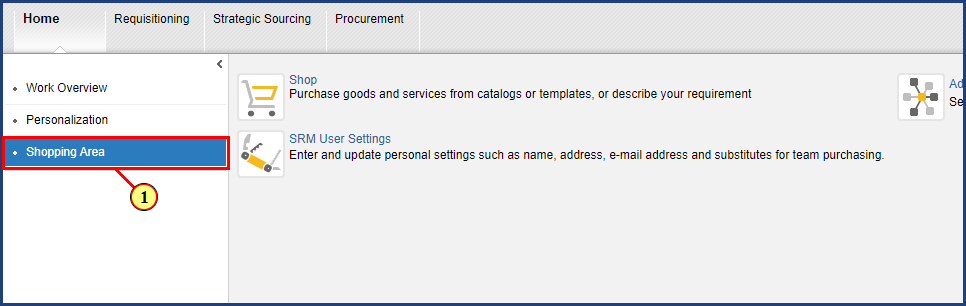 Home Requisitioning Strategic Sourcing Procurement
Work Overview
Personalization
Shopping Area
1
Shop
Purchase goods and services from catalogs or templates, or describe your requirement
SRM User Settings
Enter and update personal settings such as name, address, e-mail address and substitutes for team purchasing.
Ad
Se